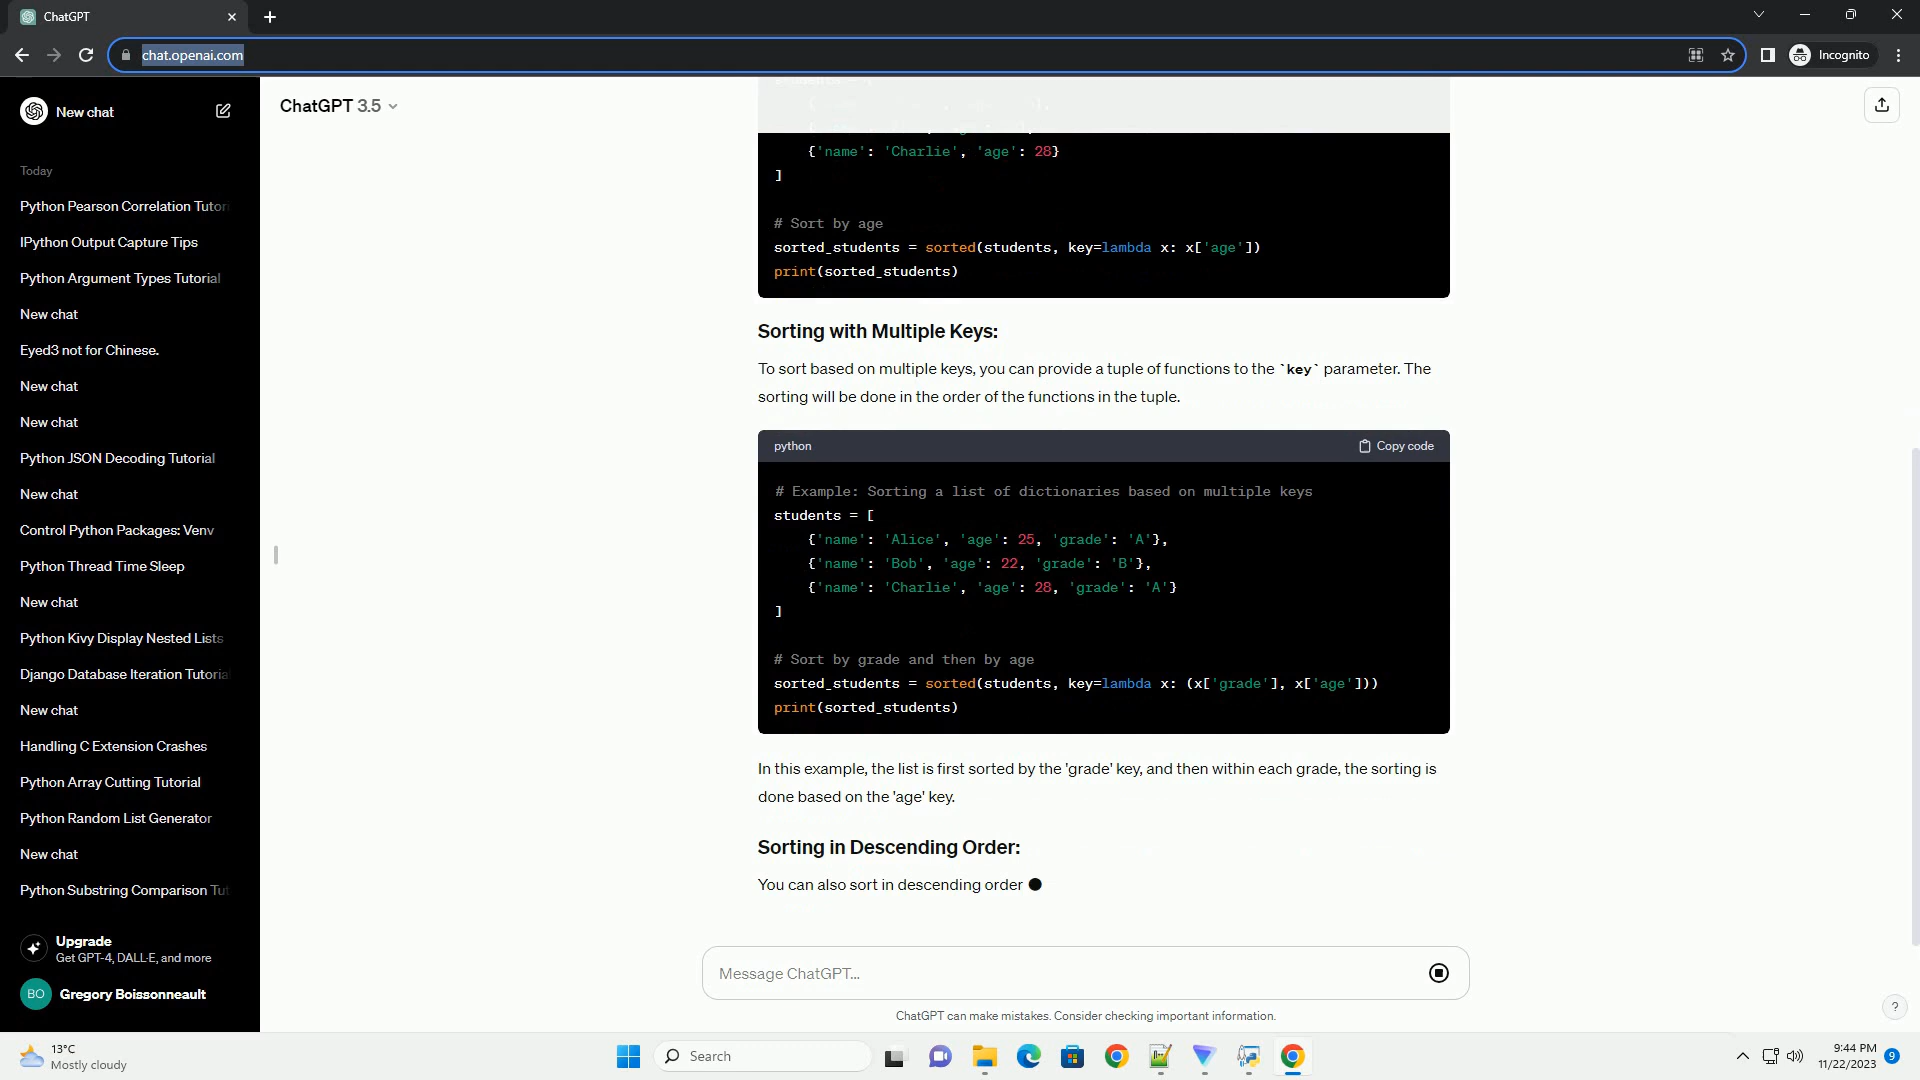 ChatGPT
chat.openai.com
Incognito
New chat
Today
Python Pearson Correlation Tutori
IPython Output Capture Tips
Python Argument Types Tutorial
New chat
Eyed3 not for Chinese.
New chat
New chat
Python JSON Decoding Tutorial
New chat
Control Python Packages: Venv
Python Thread Time Sleep
New chat
Python Kivy Display Nested Lists
Django Database Iteration Tutorial
New chat
Handling C Extension Crashes
Python Array Cutting Tutorial
Python Random List Generator
New chat
Python Substring Comparison Tut
Upgrade
Get GPT-4, DALL·E, and more
BO Gregory Boissonneault
ChatGPT 3.5
{'name': 'Charlie', 'age': 28}
]
# Sort by age
sorted_students = sorted(students, key=lambda x: x['age'])
print(sorted_students)
Sorting with Multiple Keys:
To sort based on multiple keys, you can provide a tuple of functions to the `key` parameter. The
sorting will be done in the order of the functions in the tuple.
python Copy code
# Example: Sorting a list of dictionaries based on multiple keys
students = [
{'name': 'Alice', 'age': 25, 'grade': 'A'},
{'name': 'Bob', 'age': 22, 'grade': 'B'},
{'name': 'Charlie', 'age': 28, 'grade': 'A'}
]
# Sort by grade and then by age
sorted_students = sorted(students, key=lambda x: (x['grade'], x['age']))
print(sorted_students)
In this example, the list is first sorted by the 'grade' key, and then within each grade, the sorting is
done based on the 'age' key.
Sorting in Descending Order:
You can also sort in descending order
Message ChatGPT...
ChatGPT can make mistakes. Consider checking important information.
?
13°C
Mostly cloudy
Search
9:44 PM
11/22/2023
9